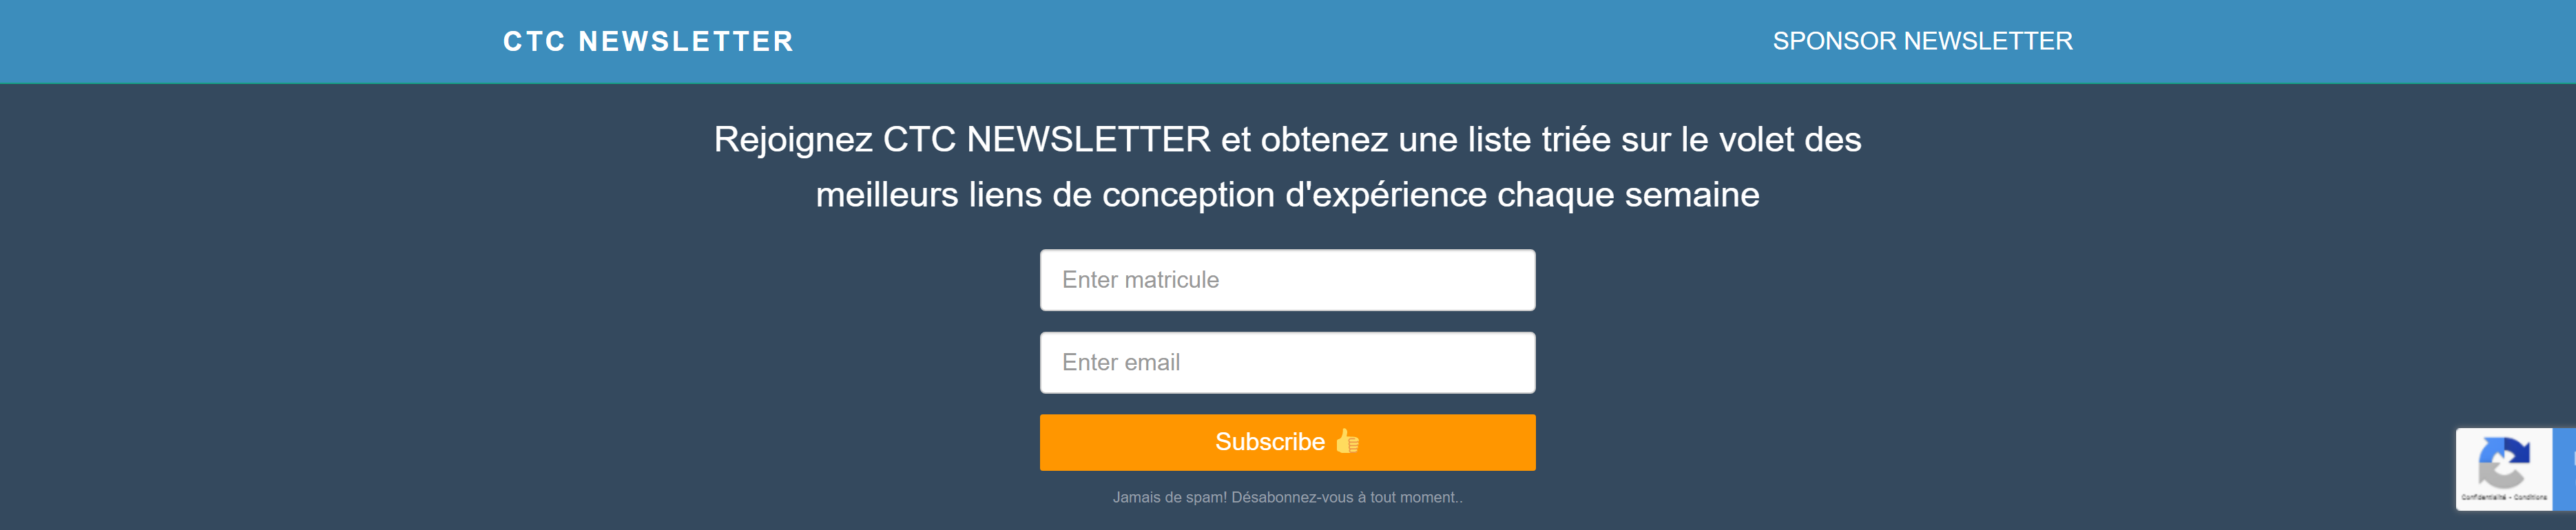 CTC NEWSLETTER
SPONSOR NEWSLETTER
Rejoignez CTC NEWSLETTER et obtenez une liste triée sur le volet des
meilleurs liens de conception d'expérience chaque semaine
Enter matricule
Enter email
Subscribe 👍
Jamais de spam! Désabonnez-vous à tout moment..
Confidentialité - Conditions